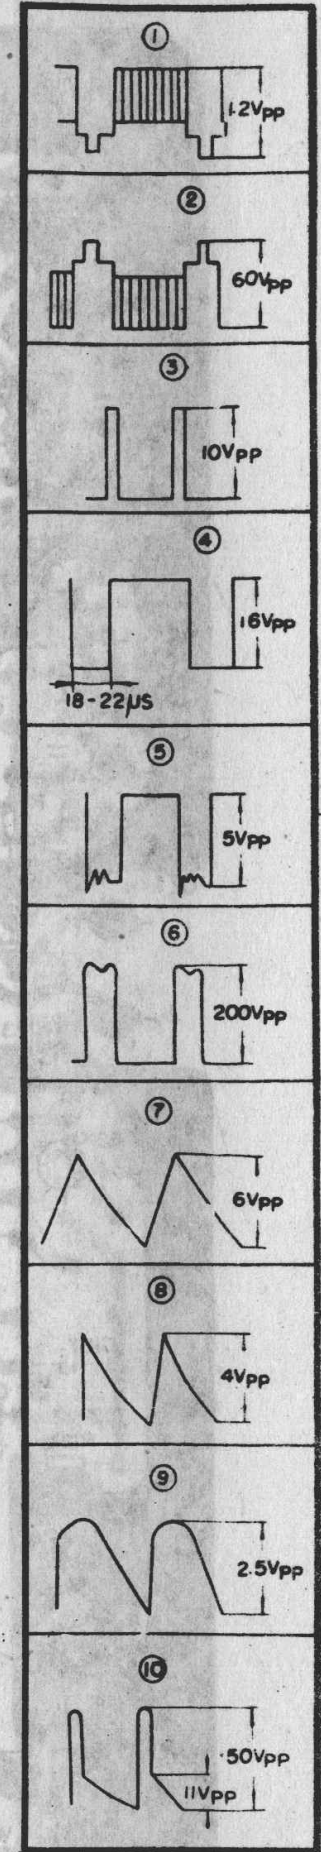 ①
1.2Vpp
②
60Vpp
③
10Vpp
④
16Vpp
18-22µS
⑤
5Vpp
⑥
200Vpp
⑦
6Vpp
⑧
4Vpp
⑨
2.5Vpp
⑩
50Vpp
11Vpp